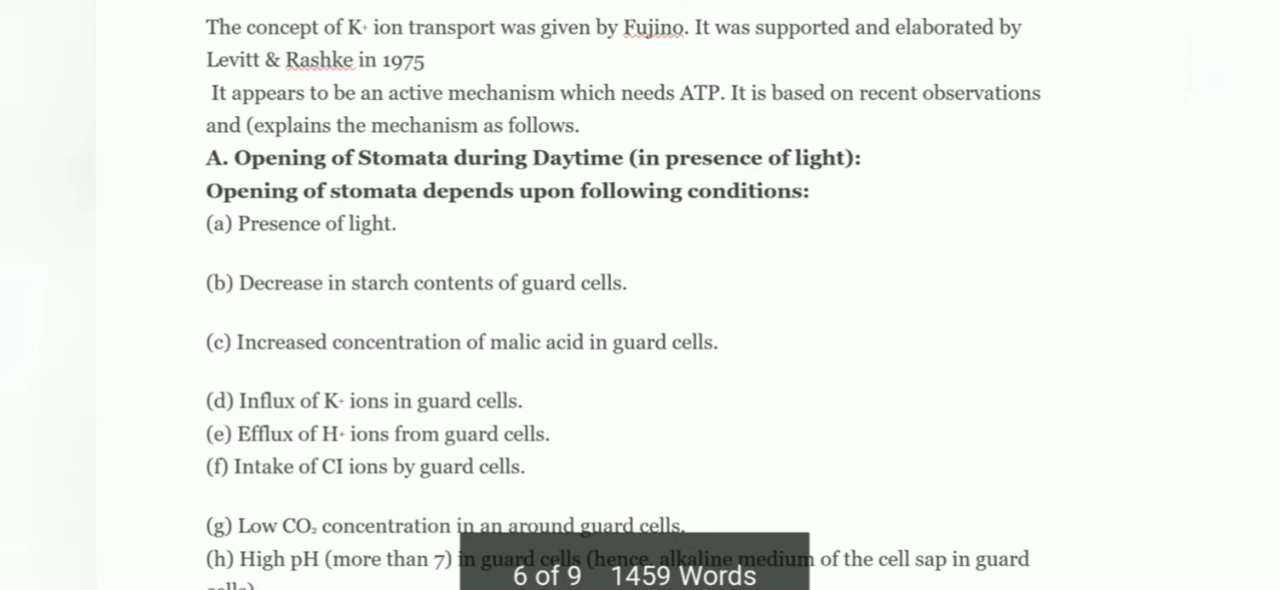 The concept of K+ ion transport was given by Fujino. It was supported and elaborated by
Levitt & Rashke in 1975
It appears to be an active mechanism which needs ATP. It is based on recent observations
and (explains the mechanism as follows.
A. Opening of Stomata during Daytime (in presence of light):
Opening of stomata depends upon following conditions:
(a) Presence of light.
(b) Decrease in starch contents of guard cells.
(c) Increased concentration of malic acid in guard cells.
(d) Influx of K+ ions in guard cells.
(e) Efflux of H+ ions from guard cells.
(f) Intake of CI ions by guard cells.
(g) Low CO₂ concentration in an around guard cells.
(h) High pH (more than 7) in guard cells (hence, alkaline medium of the cell sap in guard
6 of 9 1459 Words